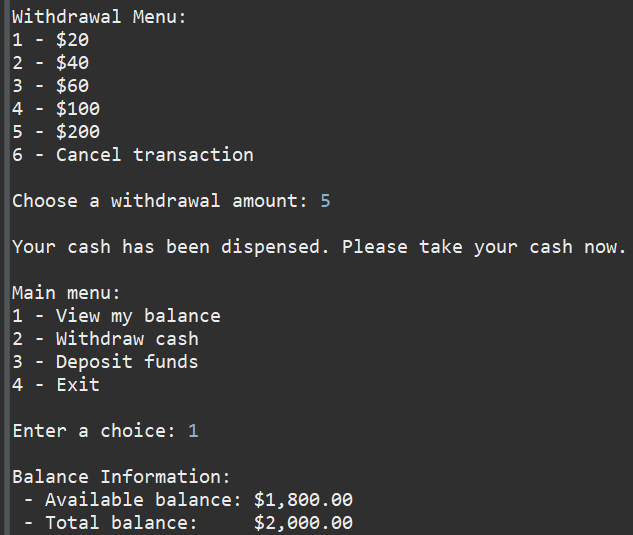 Withdrawal Menu:
1 - $20
2 - $40
3 - $60
4 - $100
5 - $200
6 - Cancel transaction
Choose a withdrawal amount: 5
Your cash has been dispensed. Please take your cash now.
Main menu:
1 - View my balance
2 - Withdraw cash
3 - Deposit funds
4 - Exit
Enter a choice: 1
Balance Information:
 - Available balance: $1,800.00
 - Total balance:     $2,000.00